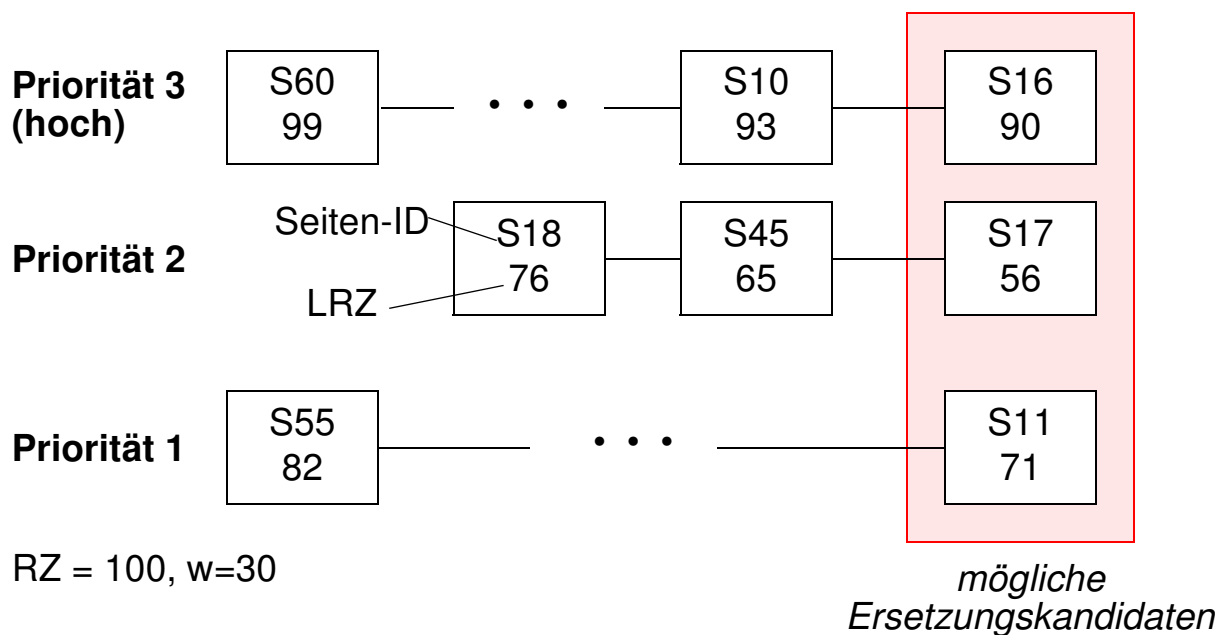 Priorität 3
(hoch)
S60
99
• • •
S10
93
S16
90
Priorität 2
Seiten-ID
LRZ
S18
76
S45
65
S17
56
Priorität 1
S55
82
• • •
S11
71
RZ = 100, w=30
mögliche
Ersetzungskandidaten